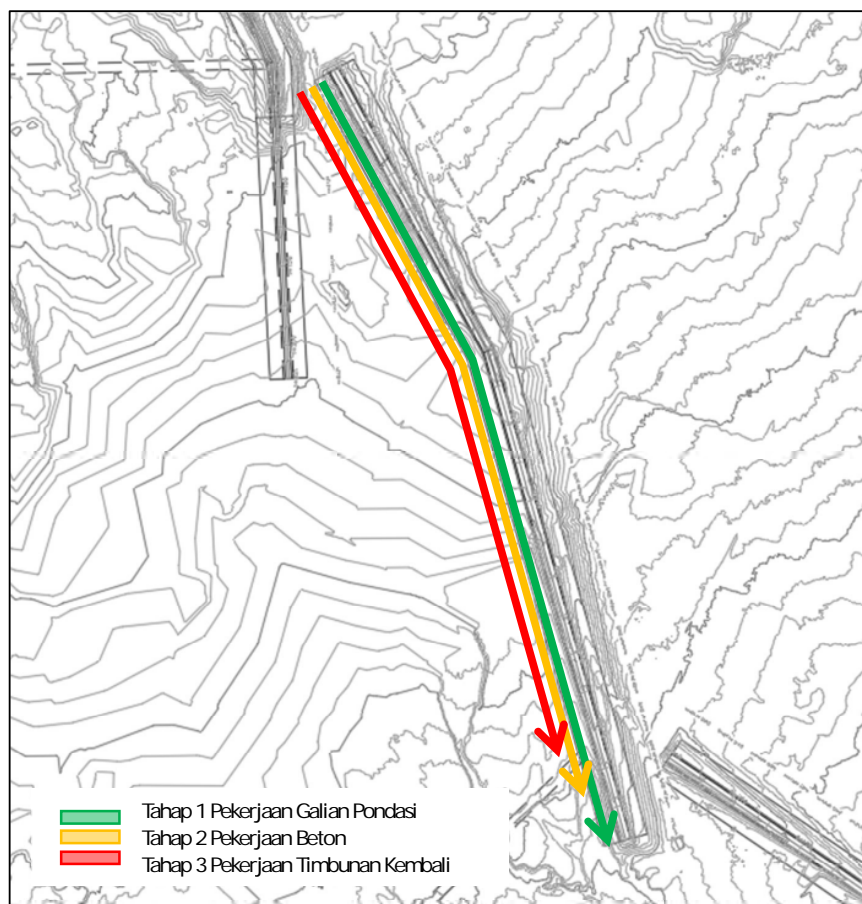 Tahap 1 Pekerjaan Galian Pondasi
Tahap 2 Pekerjaan Beton
Tahap 3 Pekerjaan Timbunan Kembali